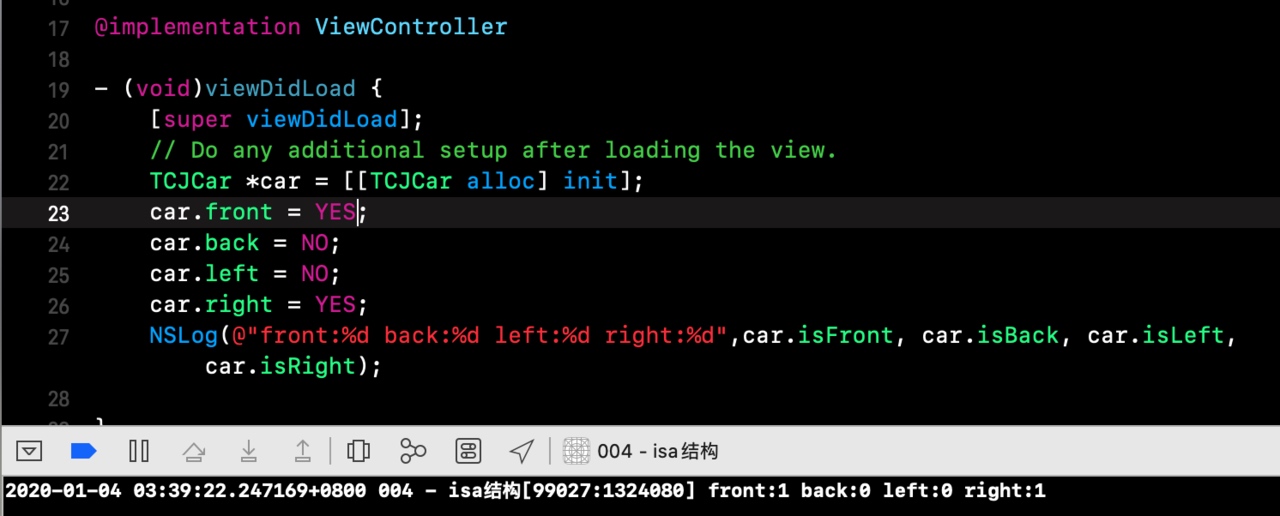 17 @implementation ViewController
18
19 - (void)viewDidLoad {
20 [super viewDidLoad];
21 // Do any additional setup after loading the view.
22 TCJCar *car = [[TCJCar alloc] init];
23 car.front = YES;
24 car.back = NO;
25 car.left = NO;
26 car.right = YES;
27 NSLog(@"front:%d back:%d left:%d right:%d",car.isFront, car.isBack, car.isLeft,
car.isRight);
28
004 - isa结构
2020-01-04 03:39:22.247169+0800 004 - isa结构[99027:1324080] front:1 back:0 left:0 right:1